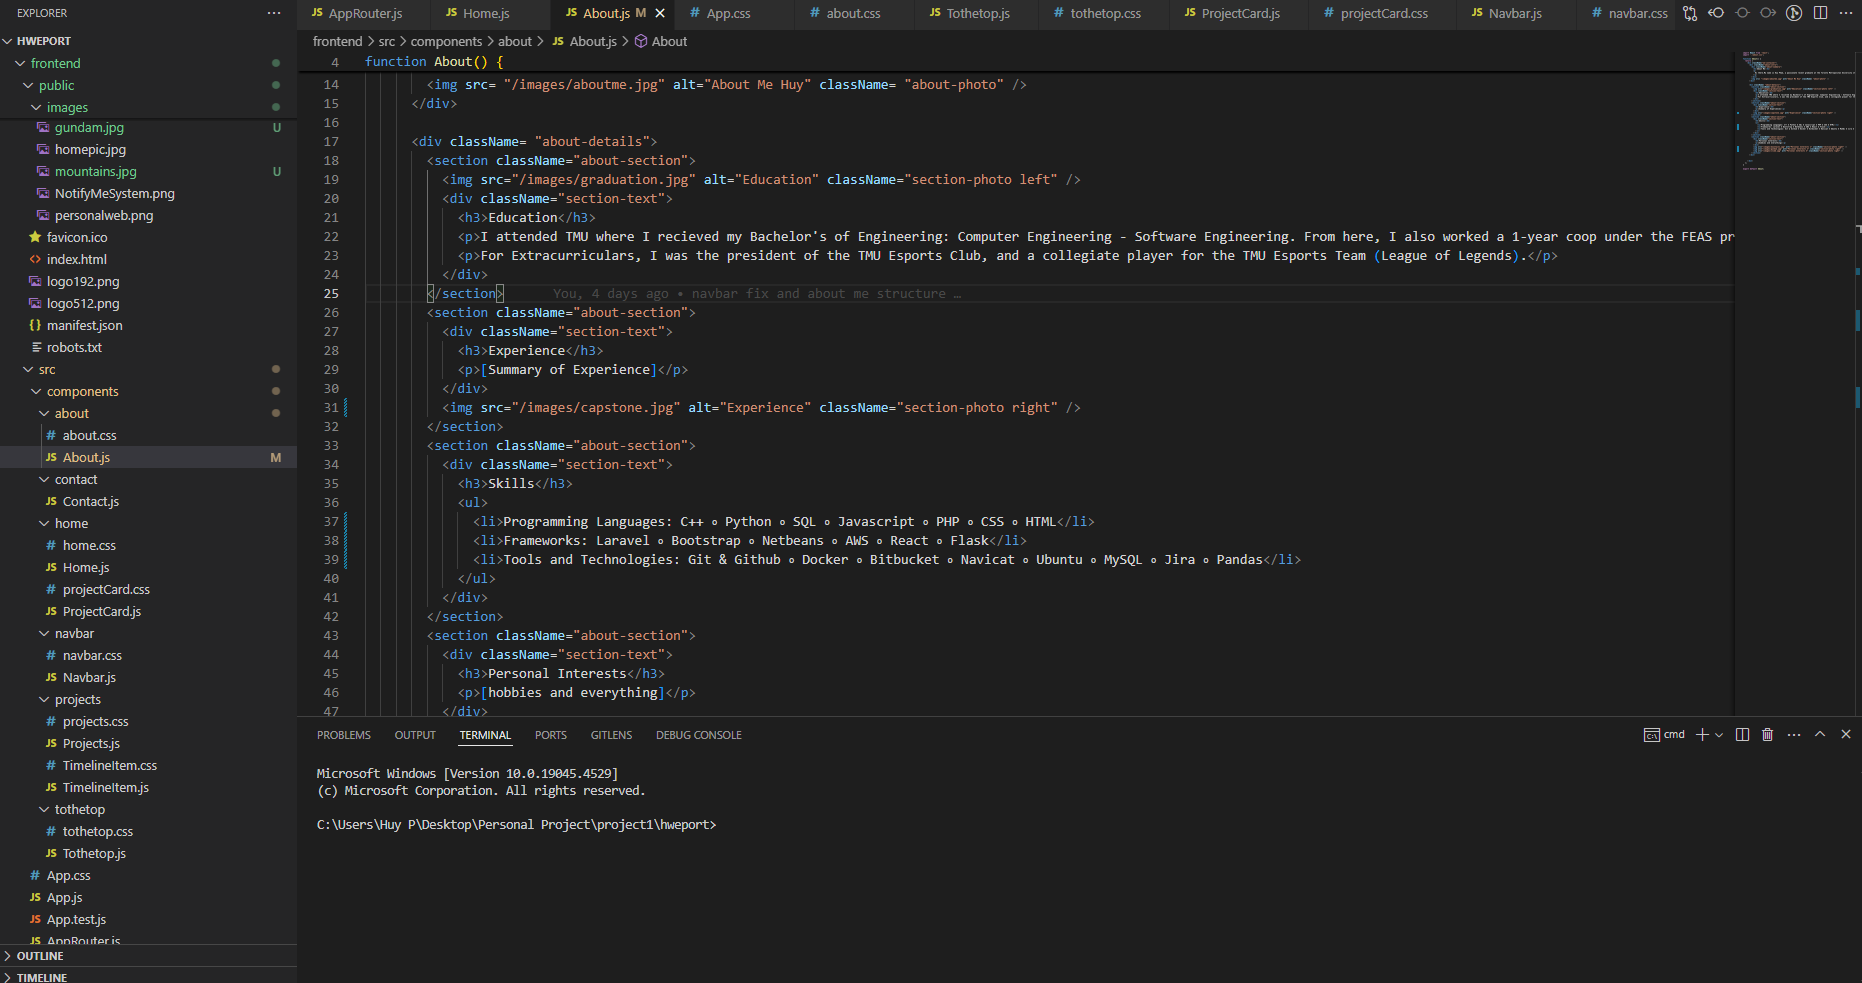 EXPLORER
HWEPORT
frontend
public
images
gundam.jpg U
homepic.jpg
mountains.jpg U
NotifyMeSystem.png
personalweb.png
favicon.ico
index.html
logo192.png
logo512.png
manifest.json
robots.txt
src
components
about
about.css
About.js M
contact
Contact.js
home
home.css
Home.js
projectCard.css
ProjectCard.js
navbar
navbar.css
Navbar.js
projects
projects.css
Projects.js
TimelineItem.css
TimelineItem.js
tothetop
tothetop.css
Tothetop.js
App.css
App.js
App.test.js
AppRouter.js
OUTLINE
TIMELINE
JS AppRouter.js JS Home.js JS About.js M # App.css # about.css JS Tothetop.js # tothetop.css JS ProjectCard.js # projectCard.css JS Navbar.js # navbar.css
frontend > src > components > about > JS About.js > About
4 function About() {
14 <img src= "/images/aboutme.jpg" alt="About Me Huy" className= "about-photo" />
15 </div>
16
17 <div className= "about-details">
18 <section className="about-section">
19 <img src="/images/graduation.jpg" alt="Education" className="section-photo left" />
20 <div className="section-text">
21 <h3>Education</h3>
22 <p>I attended TMU where I recieved my Bachelor's of Engineering: Computer Engineering - Software Engineering. From here, I also worked a 1-year coop under the FEAS pr
23 <p>For Extracurriculars, I was the president of the TMU Esports Club, and a collegiate player for the TMU Esports Team (League of Legends).</p>
24 </div>
25 </section> You, 4 days ago • navbar fix and about me structure …
26 <section className="about-section">
27 <div className="section-text">
28 <h3>Experience</h3>
29 <p>[Summary of Experience]</p>
30 </div>
31 <img src="/images/capstone.jpg" alt="Experience" className="section-photo right" />
32 </section>
33 <section className="about-section">
34 <div className="section-text">
35 <h3>Skills</h3>
36 <ul>
37 <li>Programming Languages: C++ ∘ Python ∘ SQL ∘ Javascript ∘ PHP ∘ CSS ∘ HTML</li>
38 <li>Frameworks: Laravel ∘ Bootstrap ∘ Netbeans ∘ AWS ∘ React ∘ Flask</li>
39 <li>Tools and Technologies: Git & Github ∘ Docker ∘ Bitbucket ∘ Navicat ∘ Ubuntu ∘ MySQL ∘ Jira ∘ Pandas</li>
40 </ul>
41 </div>
42 </section>
43 <section className="about-section">
44 <div className="section-text">
45 <h3>Personal Interests</h3>
46 <p>[hobbies and everything]</p>
47 </div>
PROBLEMS OUTPUT TERMINAL PORTS GITLENS DEBUG CONSOLE cmd
Microsoft Windows [Version 10.0.19045.4529]
(c) Microsoft Corporation. All rights reserved.
C:\Users\Huy P\Desktop\Personal Project\project1\hweport>